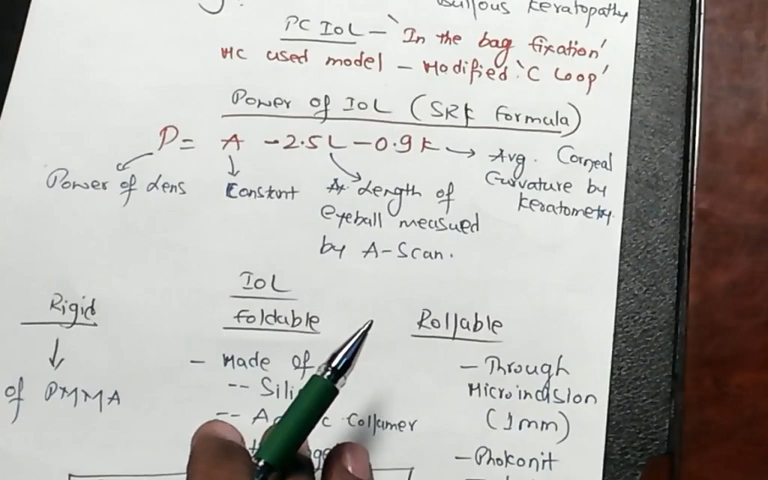 Bullous Keratopathy
PC IOL - 'In the bag fixation'
MC used model - Modified 'C Loop'
Power of IOL (SRK formula)
P = A - 2.5L - 0.9K → Avg. Corneal Curvature by Keratometry.
Power of Lens
Constant
Length of eyeball measued by A-Scan.
IOL
Rigid
Foldable
Rollable
of PMMA
- Made of
-- Sili
Collamer
- Through
Microincision
(1mm)
- Phokonit